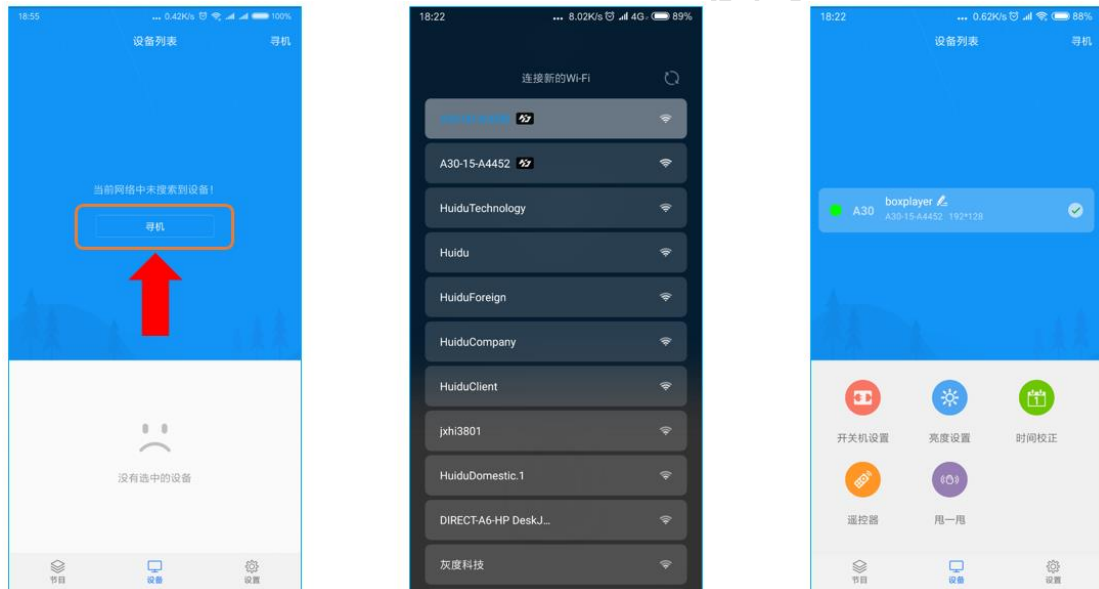 18:55 ... 0.42K/s 100%
设备列表 寻机
当前网络中未搜索到设备！
寻机
没有选中的设备
节目 设备 设置
18:22 ... 8.02K/s 4G 89%
连接新的Wi-Fi
A30-15-A4452
HuiduTechnology
Huidu
HuiduForeign
HuiduCompany
HuiduClient
jxhi3801
HuiduDomestic.1
DIRECT-A6-HP DeskJ...
灰度科技
18:22 ... 0.62K/s 88%
设备列表 寻机
A30 boxplayer
A30-15-A4452 192*128
开关机设置 亮度设置 时间校正
遥控器 甩一甩
节目 设备 设置